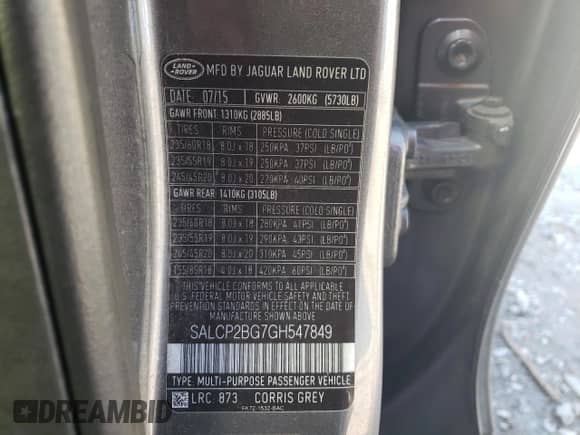 LAND-ROVER
MFD BY JAGUAR LAND ROVER LTD
DATE: 07/15 GVWR: 2600KG (5730LB)
GAWR FRONT 1310KG (2885LB)
TIRES RIMS PRESSURE (COLD SINGLE)
235/60R18 8.0J x 18 250KPA 37PSI (LB/PO²)
235/55R19 8.0J x 19 250KPA 37PSI (LB/PO²)
245/45R20 8.0J x 20 270KPA 40PSI (LB/PO²)
GAWR REAR 1410KG (3105LB)
TIRES RIMS PRESSURE (COLD SINGLE)
235/60R18 8.0J x 18 280KPA 41PSI (LB/PO²)
235/55R19 8.0J x 19 290KPA 43PSI (LB/PO²)
245/45R20 8.0J x 20 310KPA 45PSI (LB/PO²)
155/85R18 4.0J x 18 420KPA 60PSI (LB/PO²)
THIS VEHICLE CONFORMS TO ALL APPLICABLE
U.S. FEDERAL MOTOR VEHICLE SAFETY AND THEFT
PREVENTION STANDARDS IN EFFECT ON THE DATE OF
MANUFACTURE SHOWN ABOVE.
SALCP2BG7GH547849
TYPE: MULTI-PURPOSE PASSENGER VEHICLE
LRC. 873 CORRIS GREY
FK72-1532-BAC
DREAMBID